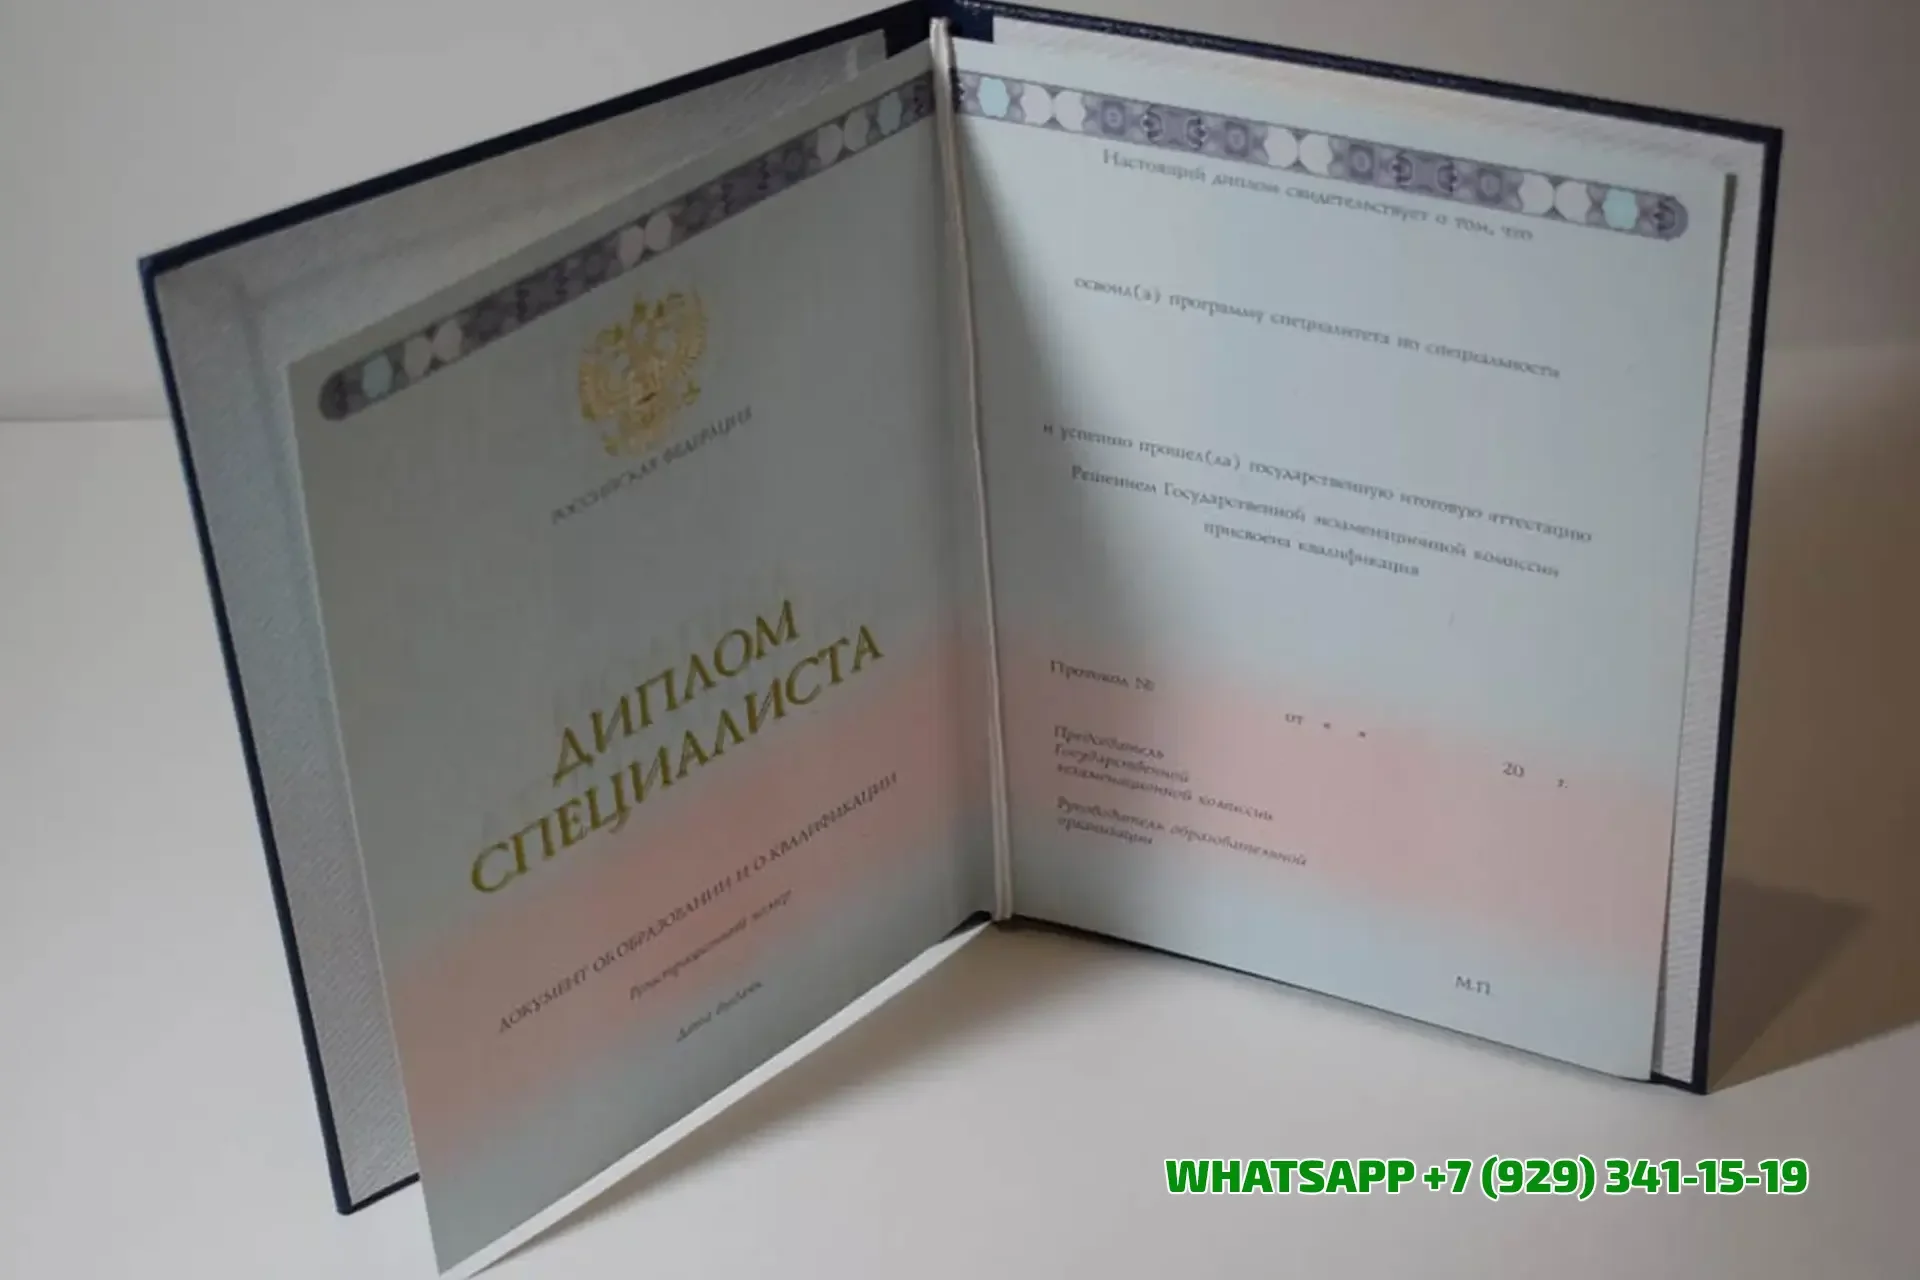 РОССИЙСКАЯ ФЕДЕРАЦИЯ
ДИПЛОМ
СПЕЦИАЛИСТА
ДОКУМЕНТ ОБ ОБРАЗОВАНИИ И О КВАЛИФИКАЦИИ
Регистрационный номер
Дата выдачи
Настоящий диплом свидетельствует о том, что
освоил(а) программу специалитета по специальности
и успешно прошел(ла) государственную итоговую аттестацию
Решением Государственной экзаменационной комиссии
присвоена квалификация
Протокол №
от « »
20 г.
Председатель
Государственной
экзаменационной комиссии
Руководитель образовательной
организации
М.П.
WHATSAPP +7 (929) 341-15-19